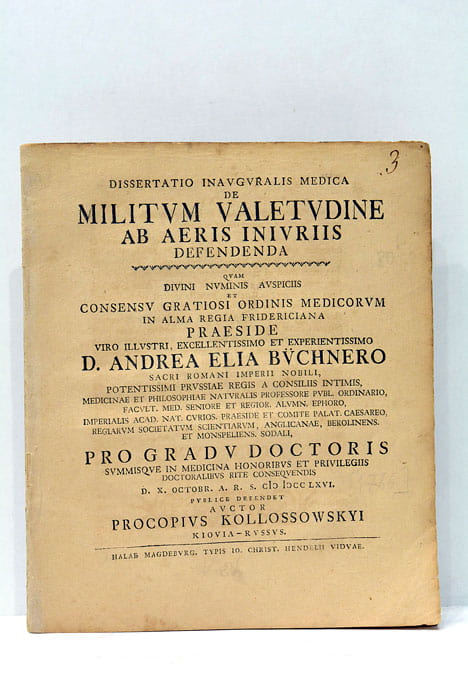 3
DISSERTATIO INAVGVRALIS MEDICA
DE
MILITVM VALETVDINE
AB AERIS INIVRIIS
DEFENDENDA
QVAM
DIVINI NVMINIS AVSPICIIS
ET
CONSENSV GRATIOSI ORDINIS MEDICORVM
IN ALMA REGIA FRIDERICIANA
PRAESIDE
VIRO ILLVSTRI, EXCELLENTISSIMO ET EXPERIENTISSIMO
D. ANDREA ELIA BÜCHNERO
SACRI ROMANI IMPERII NOBILI,
POTENTISSIMI PRVSSIAE REGIS A CONSILIIS INTIMIS,
MEDICINAE ET PHILOSOPHIAE NATVRALIS PROFESSORE PVBL. ORDINARIO,
FACVLT. MED. SENIORE ET REGIOR. ALVMN. EPHORO,
IMPERIALIS ACAD. NAT. CVRIOS. PRAESIDE ET COMITE PALAT. CAESAREO,
REGIARVM SOCIETATVM SCIENTIARVM, ANGLICANAE, BEROLINENS.
ET MONSPELIENS. SODALI,
PRO GRADV DOCTORIS
SVMMISQVE IN MEDICINA HONORIBVS ET PRIVILEGIIS
DOCTORALIBVS RITE CONSEQVENDIS
D. X. OCTOBR. A. R. S. cIɔ Iɔcc LXVI.
PVBLICE DEFENDET
AVCTOR
PROCOPIVS KOLLOSSOWSKYI
KIOVIA-RVSSVS.
HALAE MAGDEBVRG. TYPIS IO. CHRIST. HENDELII VIDVAE.